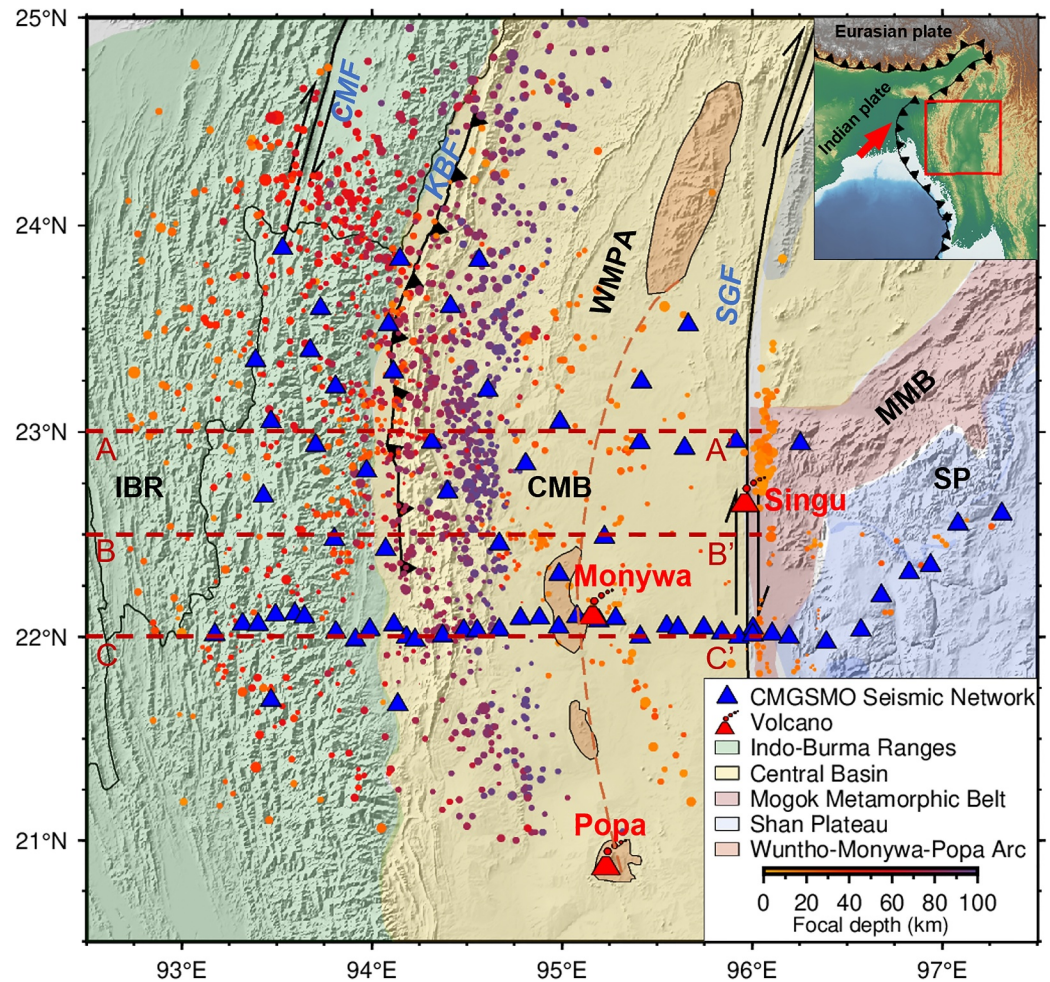 25°N
24°N
23°N
22°N
21°N
93°E
94°E
95°E
96°E
97°E
Eurasian plate
Indian plate
CMF
KBF
WMPA
SGF
MMB
SP
IBR
CMB
A
A'
B
B'
C
C'
Singu
Monywa
Popa
CMGSMO Seismic Network
Volcano
Indo-Burma Ranges
Central Basin
Mogok Metamorphic Belt
Shan Plateau
Wuntho-Monywa-Popa Arc
0 20 40 60 80 100
Focal depth (km)